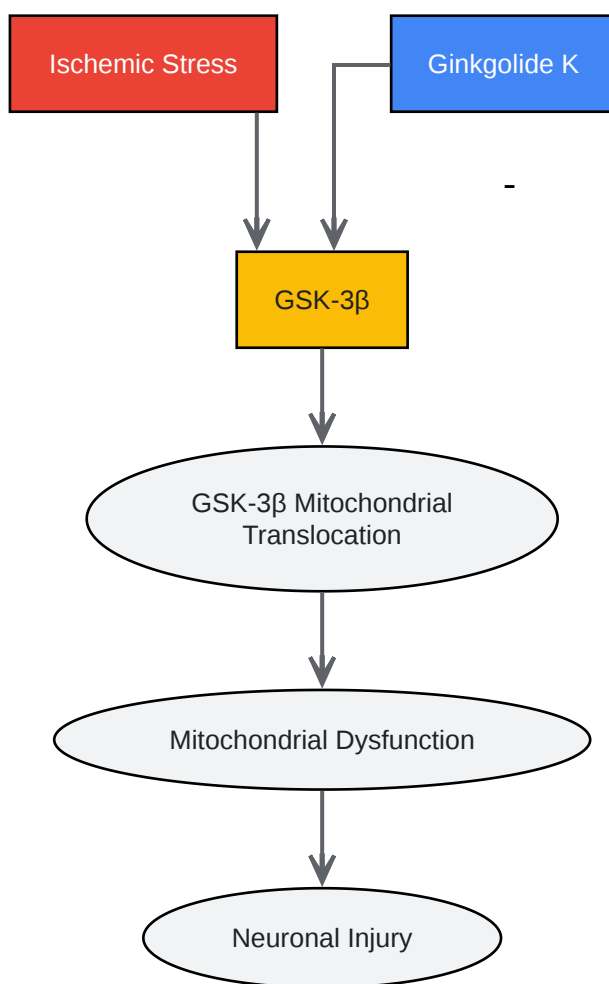 Ischemic Stress
Ginkgolide K
-
GSK-3β
GSK-3β Mitochondrial
Translocation
Mitochondrial Dysfunction
Neuronal Injury